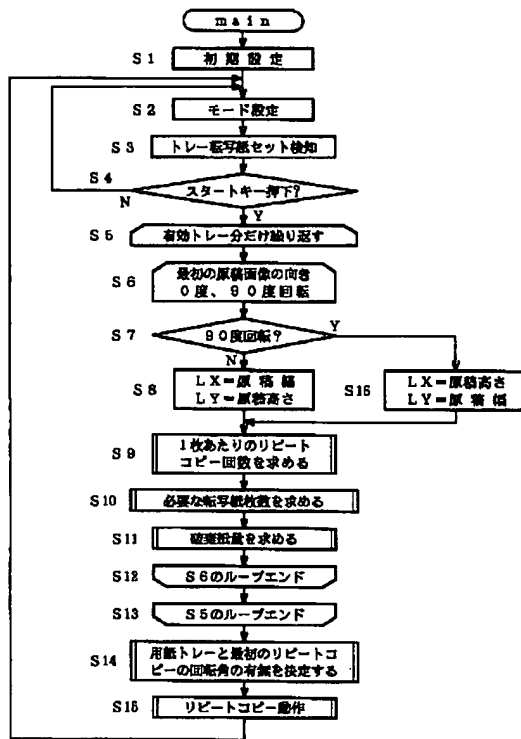 main
S1 初期設定
S2 モード設定
S3 トレー転写紙セット検知
S4 スタートキー押下?
N
Y
S5 有効トレー分だけ繰り返す
S6 最初の原稿画像の向き
0度、90度回転
S7 90度回転?
Y
N
S8 LX=原稿幅
LY=原稿高さ
S16 LX=原稿高さ
LY=原稿幅
S9 1枚あたりのリピート
コピー回数を求める
S10 必要な転写紙枚数を求める
S11 破棄紙量を求める
S12 S6のループエンド
S13 S5のループエンド
S14 用紙トレーと最初のリピートコ
ピーの回転角の有無を決定する
S15 リピートコピー動作